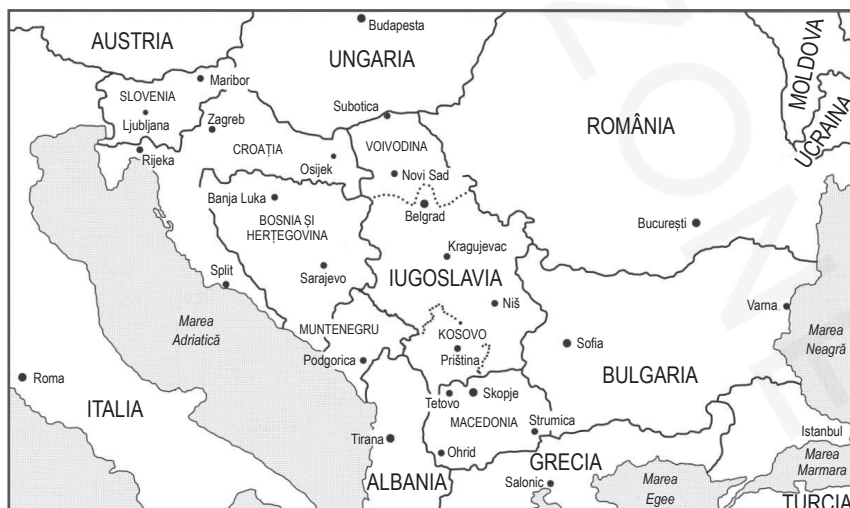 Budapesta
AUSTRIA
UNGARIA
MOLDOVA
Maribor
SLOVENIA
Ljubljana
Zagreb
Subotica
ROMÂNIA
UCRAINA
CROAȚIA
VOIVODINA
Rijeka
Osijek
Novi Sad
Banja Luka
Belgrad
BOSNIA ȘI
HERȚEGOVINA
București
Kragujevac
Sarajevo
IUGOSLAVIA
Split
Niš
Varna
Marea
Adriatică
MUNTENEGRU
KOSOVO
Sofia
Marea
Neagră
Podgorica
Priština
Roma
BULGARIA
Skopje
Tetovo
ITALIA
MACEDONIA
Strumica
Istanbul
Tirana
Ohrid
GRECIA
Marea
Marmara
ALBANIA
Salonic
Marea
Egee
TURCIA